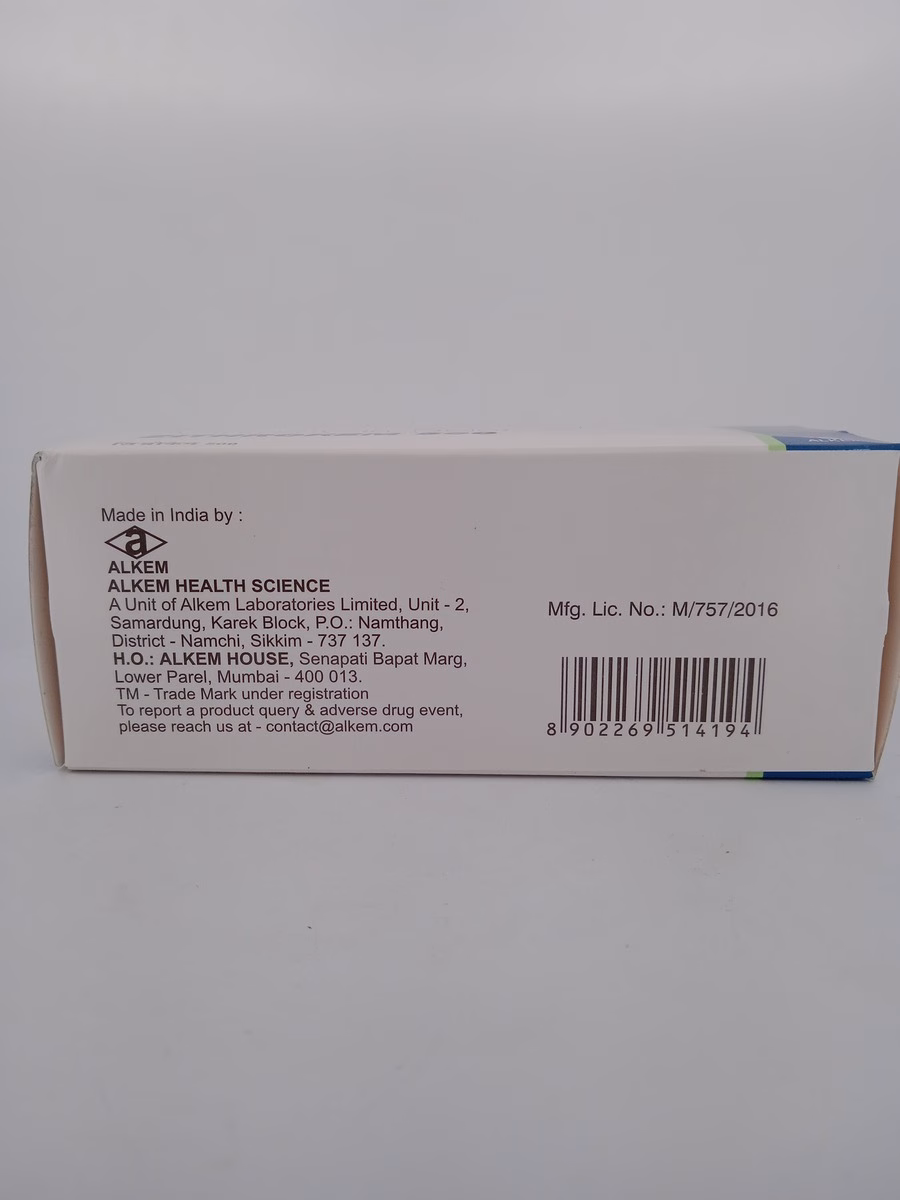 Made in India by :
a
ALKEM
ALKEM HEALTH SCIENCE
A Unit of Alkem Laboratories Limited, Unit - 2,
Samardung, Karek Block, P.O.: Namthang,
District - Namchi, Sikkim - 737 137.
H.O.: ALKEM HOUSE, Senapati Bapat Marg,
Lower Parel, Mumbai - 400 013.
TM - Trade Mark under registration
To report a product query & adverse drug event,
please reach us at - contact@alkem.com
Mfg. Lic. No.: M/757/2016
8 902269 514194